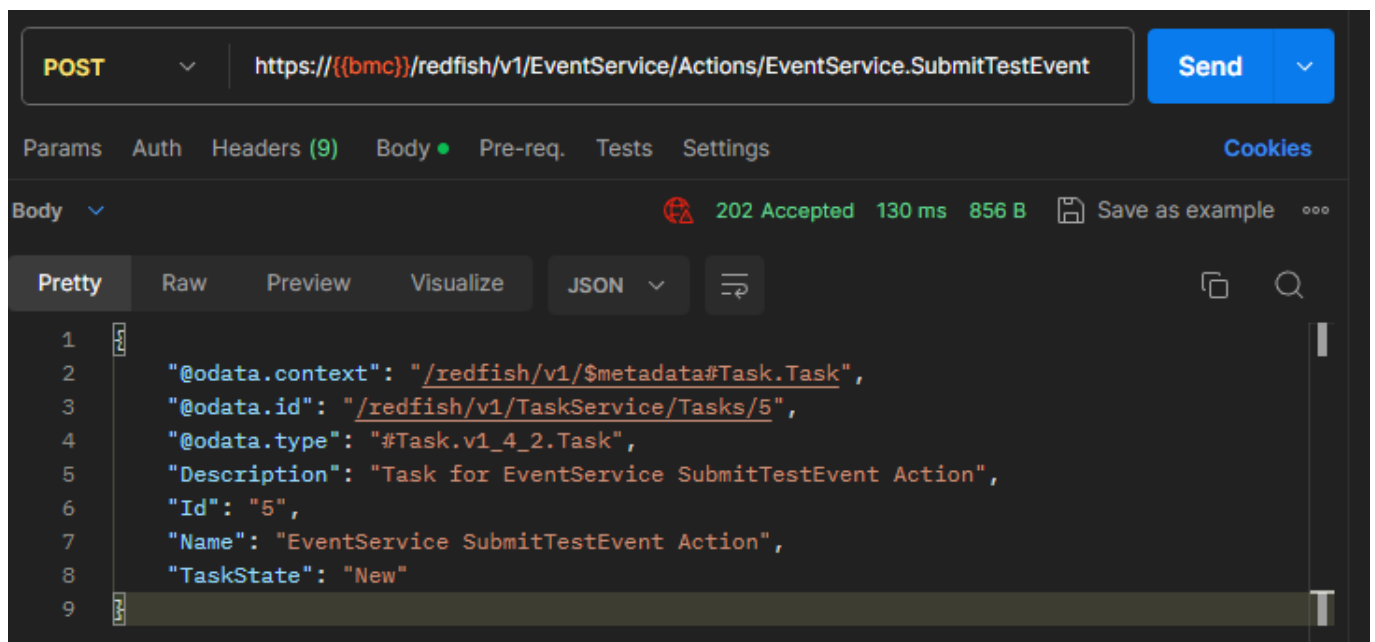 POST https://{{bmc}}/redfish/v1/EventService/Actions/EventService.SubmitTestEvent Send
Params Auth Headers (9) Body Pre-req. Tests Settings Cookies
Body 202 Accepted 130 ms 856 B Save as example
Pretty Raw Preview Visualize JSON
1 {
2 "@odata.context": "/redfish/v1/$metadata#Task.Task",
3 "@odata.id": "/redfish/v1/TaskService/Tasks/5",
4 "@odata.type": "#Task.v1_4_2.Task",
5 "Description": "Task for EventService SubmitTestEvent Action",
6 "Id": "5",
7 "Name": "EventService SubmitTestEvent Action",
8 "TaskState": "New"
9 }